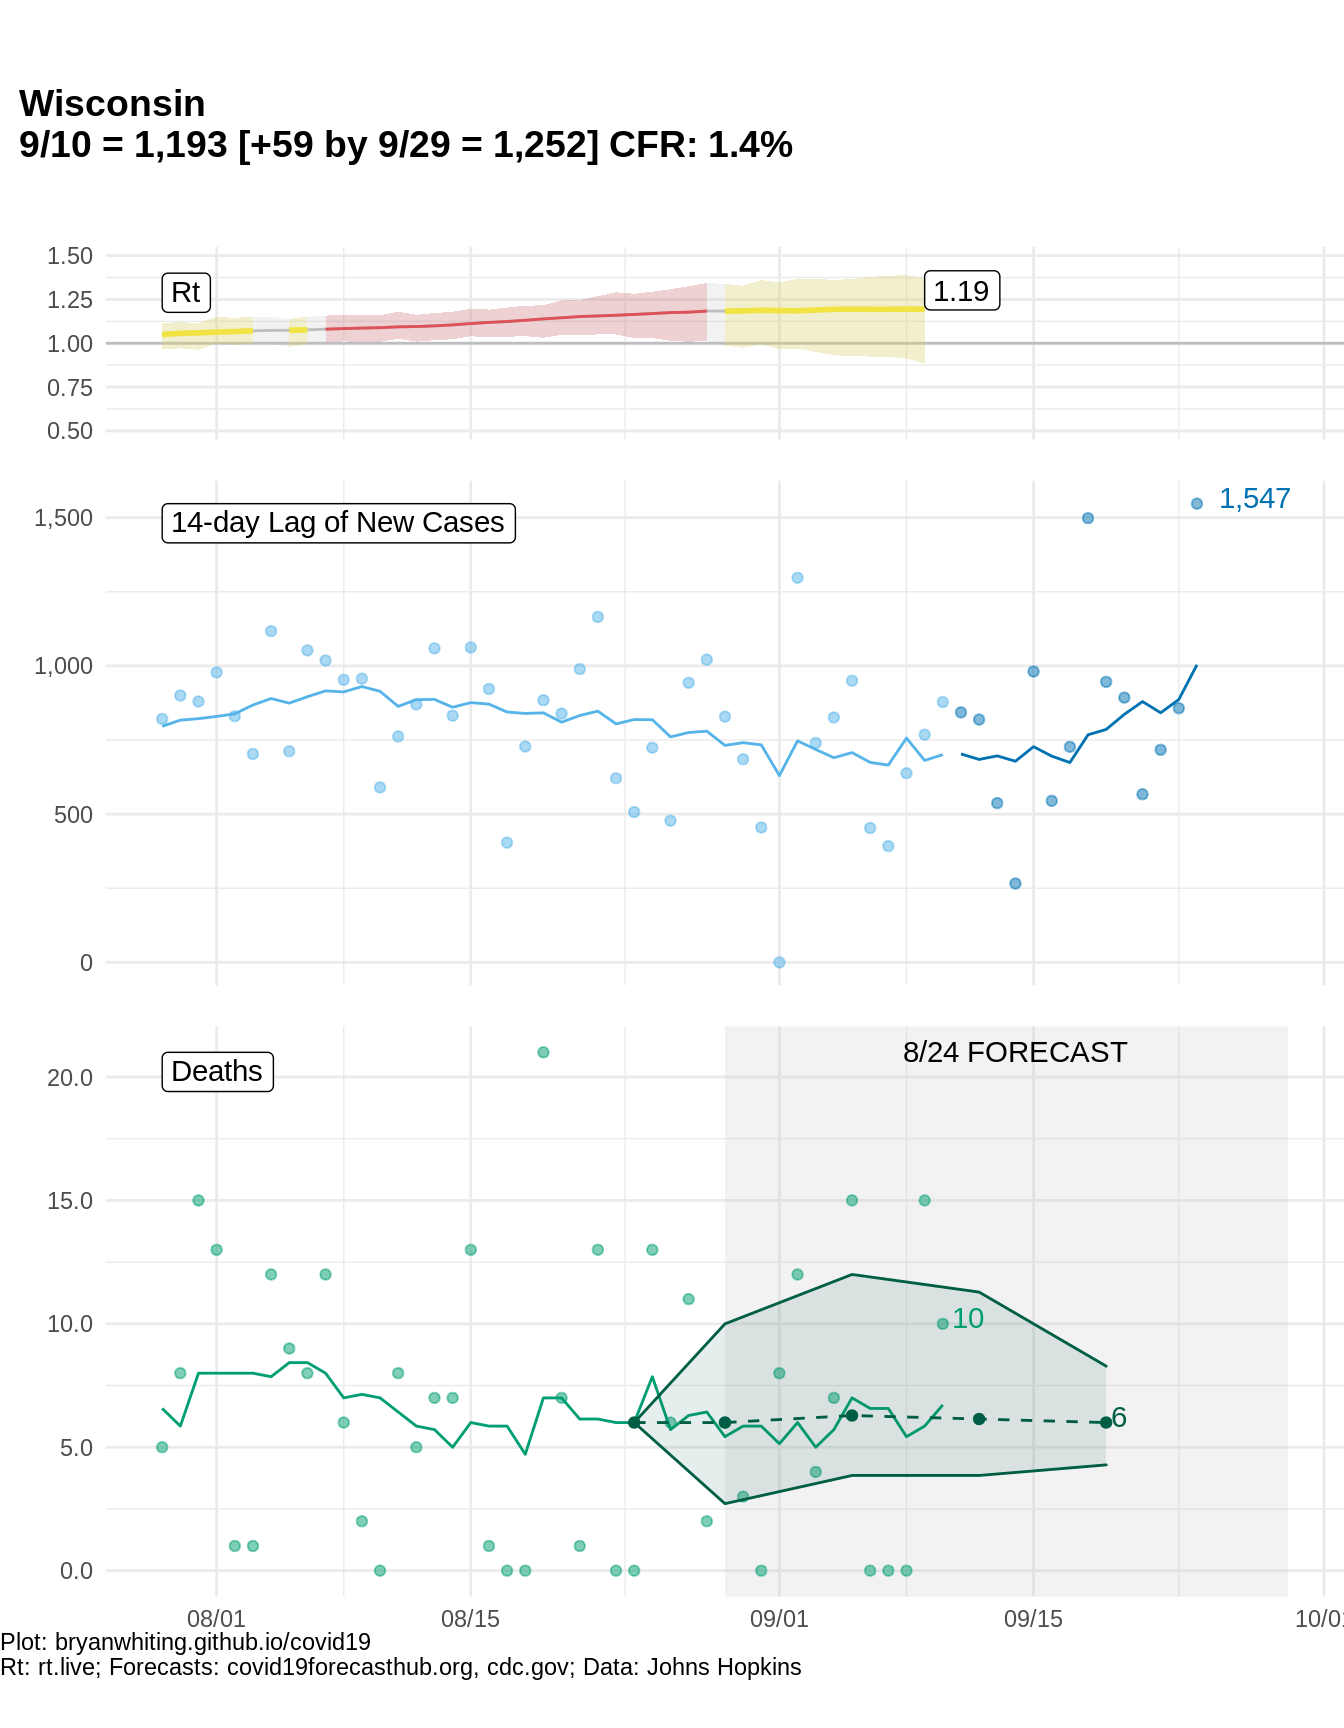 Wisconsin
9/10 = 1,193 [+59 by 9/29 = 1,252] CFR: 1.4%
1.50
1.25
1.00
0.75
0.50
Rt
1.19
1,500
1,000
500
0
14-day Lag of New Cases
1,547
20.0
15.0
10.0
5.0
0.0
Deaths
8/24 FORECAST
10
6
08/01
08/15
09/01
09/15
10/01
Plot: bryanwhiting.github.io/covid19
Rt: rt.live; Forecasts: covid19forecasthub.org, cdc.gov; Data: Johns Hopkins